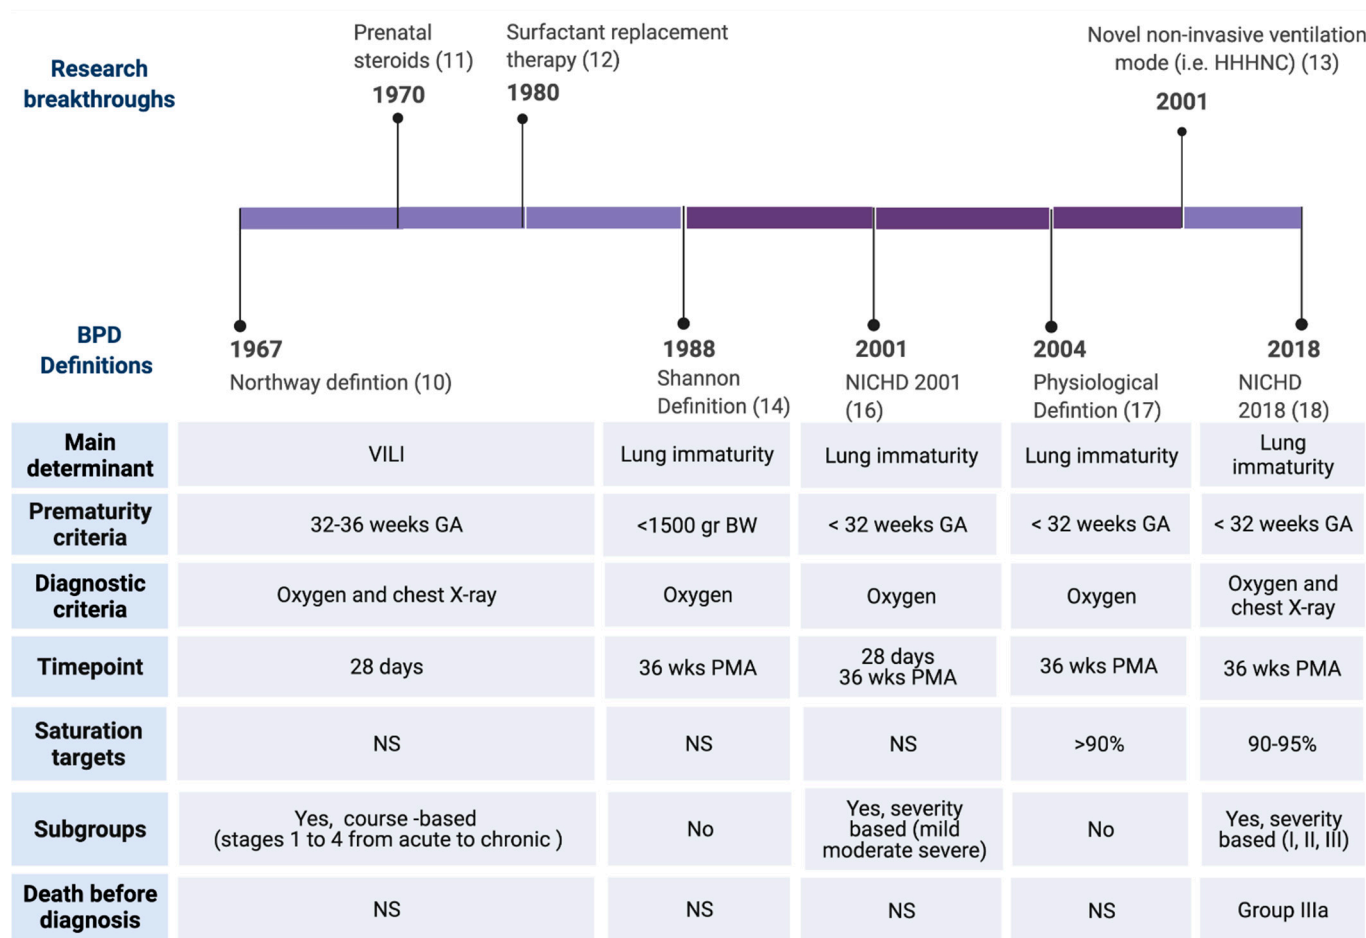 Research
breakthroughs
Prenatal
steroids (11)
1970
Surfactant replacement
therapy (12)
1980
Novel non-invasive ventilation
mode (i.e. HHHNC) (13)
2001
BPD
Definitions
1967
Northway defintion (10)
1988
Shannon
Definition (14)
2001
NICHD 2001
(16)
2004
Physiological
Defintion (17)
2018
NICHD
2018 (18)
Main
determinant
VILI
Lung immaturity
Lung immaturity
Lung immaturity
Lung
immaturity
Prematurity
criteria
32-36 weeks GA
<1500 gr BW
< 32 weeks GA
< 32 weeks GA
< 32 weeks GA
Diagnostic
criteria
Oxygen and chest X-ray
Oxygen
Oxygen
Oxygen
Oxygen and
chest X-ray
Timepoint
28 days
36 wks PMA
28 days
36 wks PMA
36 wks PMA
36 wks PMA
Saturation
targets
NS
NS
NS
>90%
90-95%
Subgroups
Yes, course -based
(stages 1 to 4 from acute to chronic )
No
Yes, severity
based (mild
moderate severe)
No
Yes, severity
based (I, II, III)
Death before
diagnosis
NS
NS
NS
NS
Group IIIa